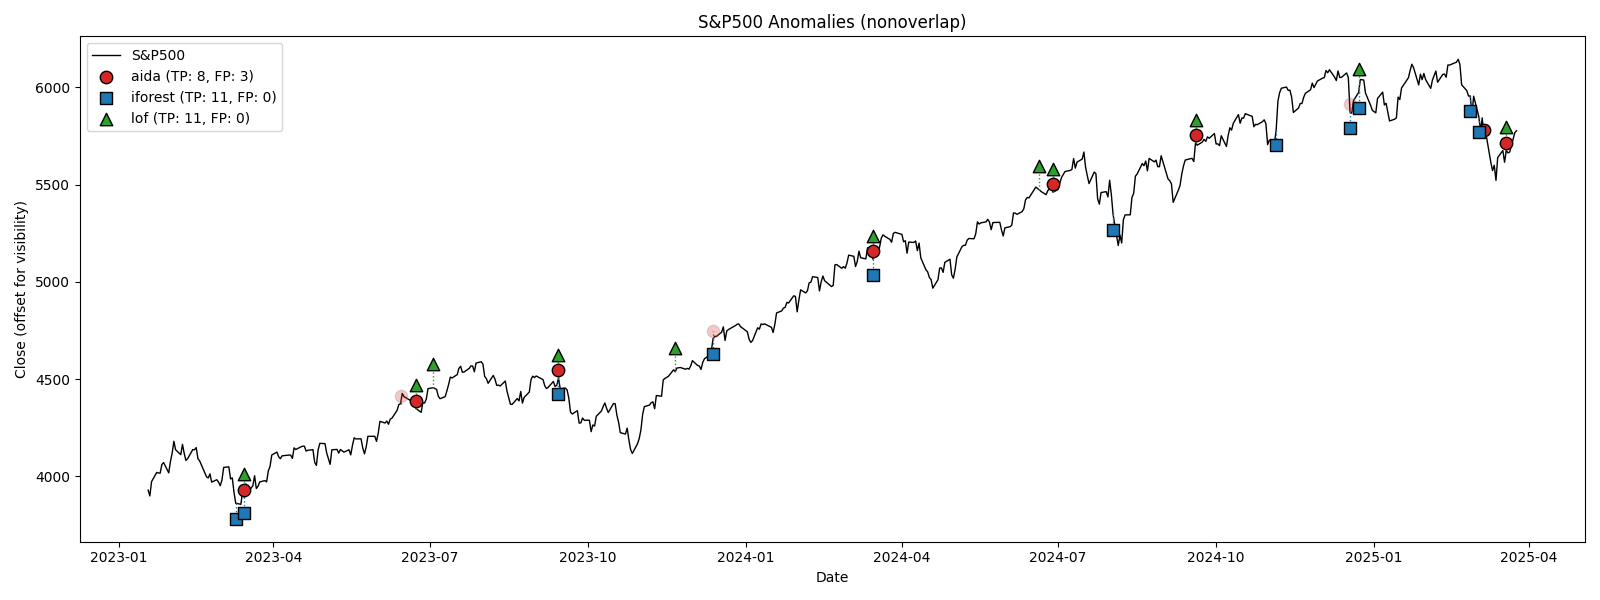 S&P500 Anomalies (nonoverlap)
S&P500
aida (TP: 8, FP: 3)
iforest (TP: 11, FP: 0)
lof (TP: 11, FP: 0)
Close (offset for visibility)
6000
5500
5000
4500
4000
2023-01 2023-04 2023-07 2023-10 2024-01 2024-04 2024-07 2024-10 2025-01 2025-04
Date